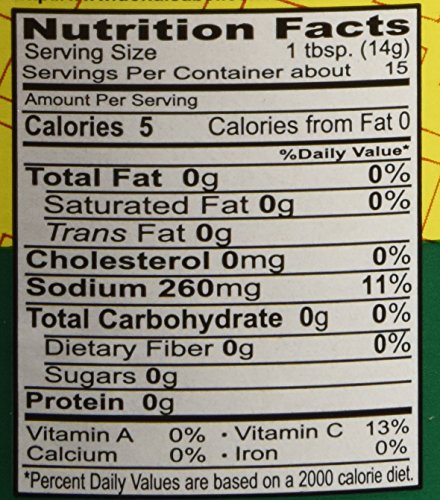 Nutrition Facts
Serving Size 1 tbsp. (14g)
Servings Per Container about 15
Amount Per Serving
Calories 5 Calories from Fat 0
%Daily Value*
Total Fat 0g 0%
Saturated Fat 0g 0%
Trans Fat 0g
Cholesterol 0mg 0%
Sodium 260mg 11%
Total Carbohydrate 0g 0%
Dietary Fiber 0g 0%
Sugars 0g
Protein 0g
Vitamin A 0% · Vitamin C 13%
Calcium 0% · Iron 0%
*Percent Daily Values are based on a 2000 calorie diet.